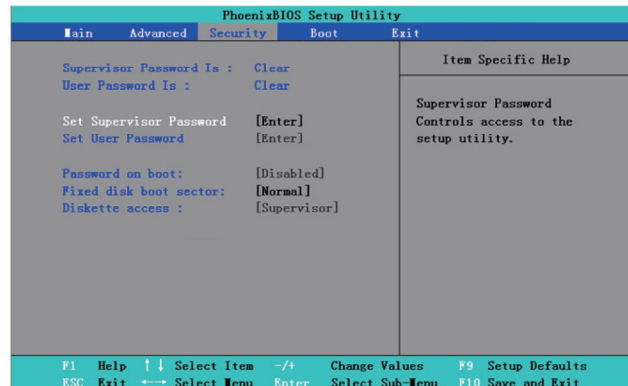 PhoenixBIOS Setup Utility
Main Advanced Security Boot Exit
Supervisor Password Is : Clear
User Password Is : Clear
Set Supervisor Password [Enter]
Set User Password [Enter]
Password on boot: [Disabled]
Fixed disk boot sector: [Normal]
Diskette access : [Supervisor]
Item Specific Help
Supervisor Password
Controls access to the
setup utility.
F1 Help ↑↓ Select Item -/+ Change Values F9 Setup Defaults
ESC Exit ←→ Select Menu Enter Select Sub-Menu F10 Save and Exit